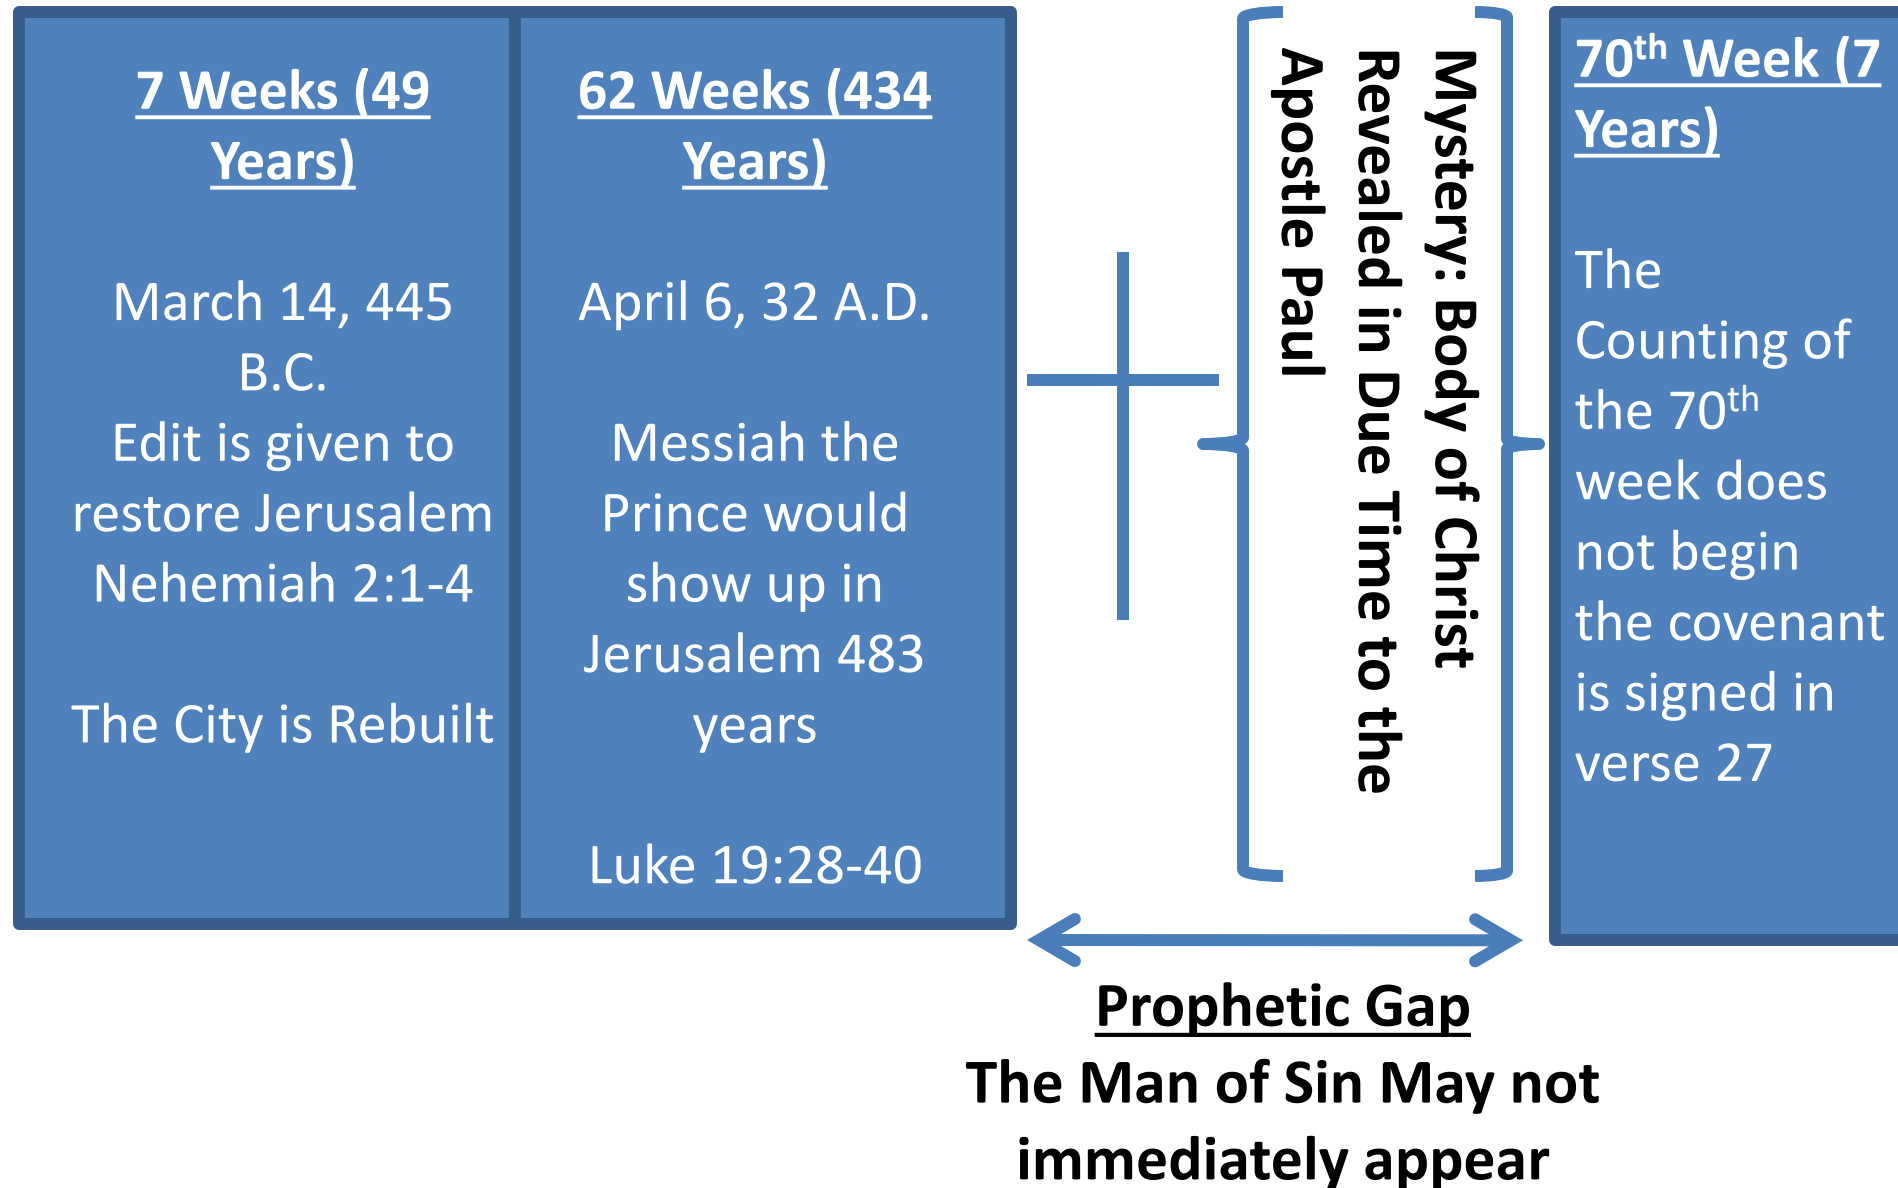 7 Weeks (49
Years)
March 14, 445
B.C.
Edit is given to
restore Jerusalem
Nehemiah 2:1-4
The City is Rebuilt
62 Weeks (434
Years)
April 6, 32 A.D.
Messiah the
Prince would
show up in
Jerusalem 483
years
Luke 19:28-40
Mystery: Body of Christ
Revealed in Due Time to the
Apostle Paul
70th Week (7
Years)
The
Counting of
the 70th
week does
not begin
the covenant
is signed in
verse 27
Prophetic Gap
The Man of Sin May not
immediately appear